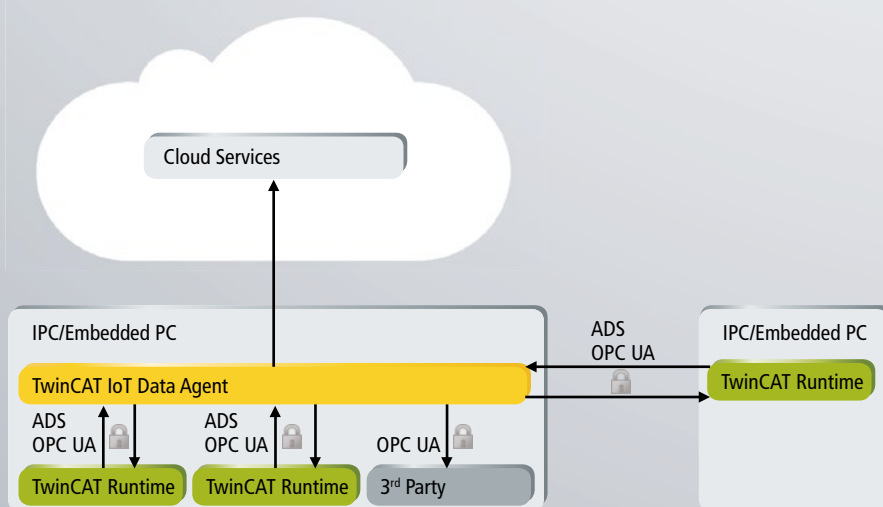 Cloud Services
IPC/Embedded PC
TwinCAT IoT Data Agent
ADS
OPC UA
ADS
OPC UA
OPC UA
TwinCAT Runtime
TwinCAT Runtime
3rd Party
ADS
OPC UA
IPC/Embedded PC
TwinCAT Runtime